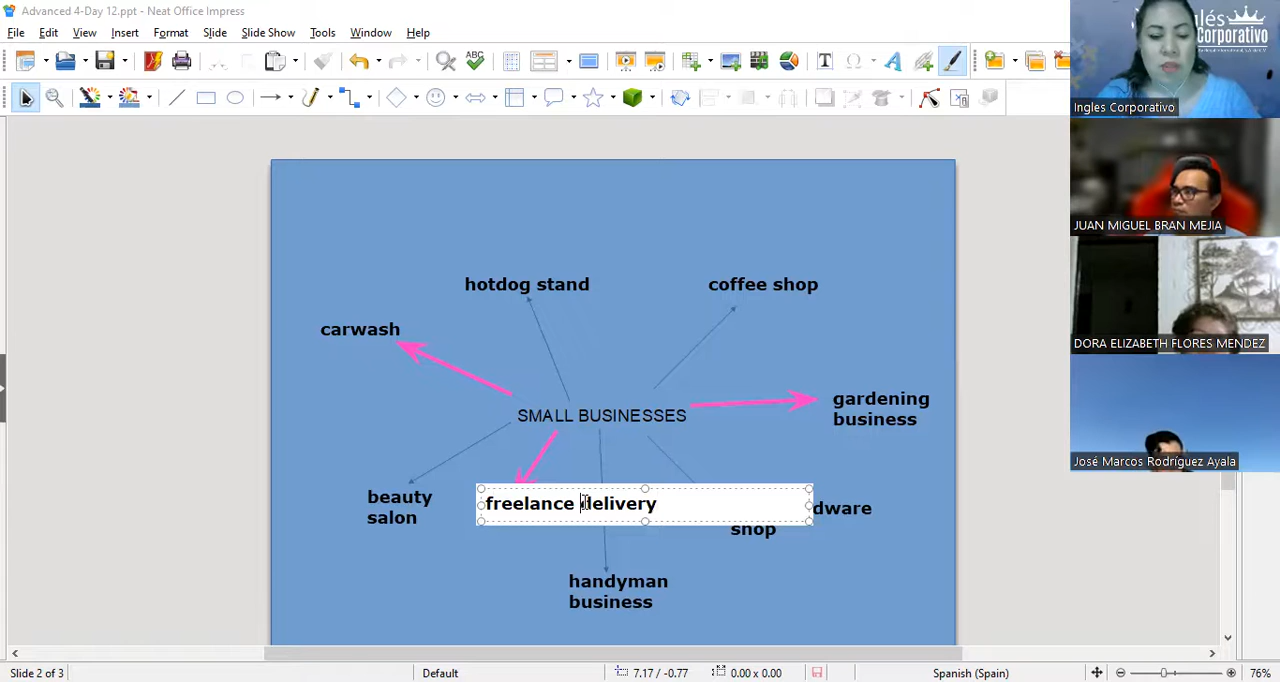 Advanced 4-Day 12.ppt - Neat Office Impress
File Edit View Insert Format Slide Slide Show Tools Window Help
hotdog stand
coffee shop
carwash
gardening
business
SMALL BUSINESSES
beauty
salon
freelance delivery
dware
shop
handyman
business
Slide 2 of 3
Default
7.17 / -0.77
0.00 x 0.00
Spanish (Spain)
76%
Corporativo
Ingles Corporativo
JUAN MIGUEL BRAN MEJIA
DORA ELIZABETH FLORES MENDEZ
José Marcos Rodríguez Ayala